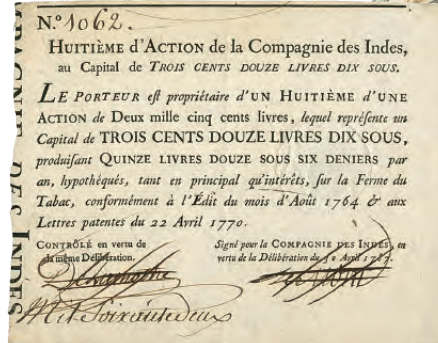 N.º 1062.
HUITIÈME d'ACTION de la Compagnie des Indes,
au Capital de TROIS CENTS DOUZE LIVRES DIX SOUS.
LE PORTEUR eſt propriétaire d'UN HUITIÈME d'UNE
ACTION de Deux mille cinq cents livres, lequel repréſente un
Capital de TROIS CENTS DOUZE LIVRES DIX SOUS,
produiſant QUINZE LIVRES DOUZE SOUS SIX DENIERS par
an, hypothéqués, tant en principal qu'intérêts, ſur la Ferme du
Tabac, conformément à l'Édit du mois d'Août 1764 & aux
Lettres patentes du 22 Avril 1770.
CONTRÔLÉ en vertu de
la même Délibération.
Signé pour la COMPAGNIE DES INDES, en
vertu de la Délibération du Avril
Mil Soixante deux
DES INDES